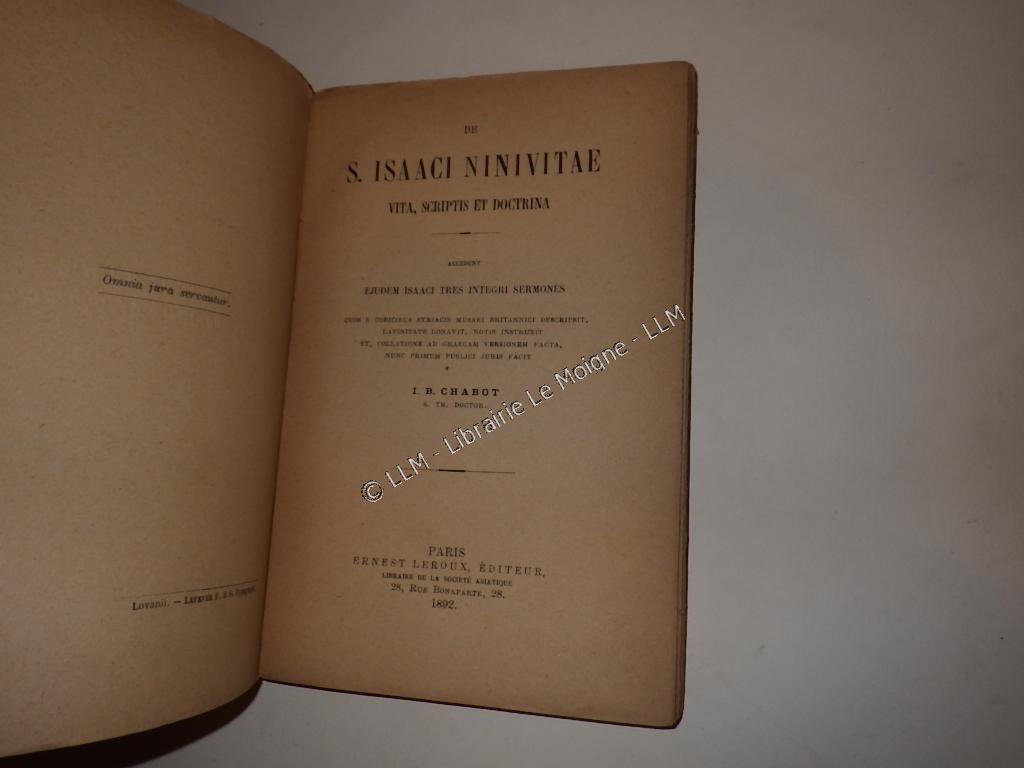 Omnia jura servantur.
Lovanii. — LEFEVER F. & S.
DE
S. ISAACI NINIVITAE
VITA, SCRIPTIS ET DOCTRINA
ACCEDUNT
EJUDEM ISAACI TRES INTEGRI SERMONES
QUOS E CODICIBUS SYRIACIS MUSAEI BRITANNICI DESCRIPSIT,
LATINITATE DONAVIT, NOTIS INSTRUXIT
ET, COLLATIONE AD GRAECAM VERSIONEM FACTA,
NUNC PRIMUM PUBLICI JURIS FACIT
I. B. CHABOT
S. TH. DOCTOR.
PARIS
ERNEST LEROUX, ÉDITEUR,
LIBRAIRE DE LA SOCIÉTÉ ASIATIQUE
28, RUE BONAPARTE, 28.
1892.
© LLM - Librairie Le Moigne - LLM